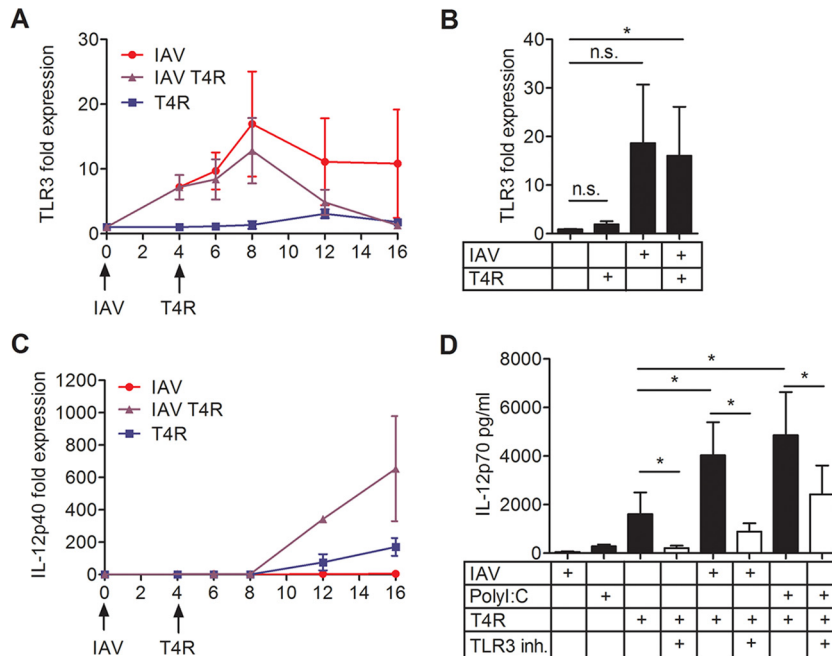 A
TLR3 fold expression
30
20
10
0
IAV
IAV T4R
T4R
0 2 4 6 8 10 12 14 16
IAV T4R
B
TLR3 fold expression
40
30
20
10
0
*
n.s.
n.s.
IAV + +
T4R + +
C
IL-12p40 fold expression
1200
1000
800
600
400
200
0
IAV
IAV T4R
T4R
0 2 4 6 8 10 12 14 16
IAV T4R
D
IL-12p70 pg/ml
8000
6000
4000
2000
0
*
* *
*
*
IAV + + +
PolyI:C + + +
T4R + + + + + +
TLR3 inh. + + +